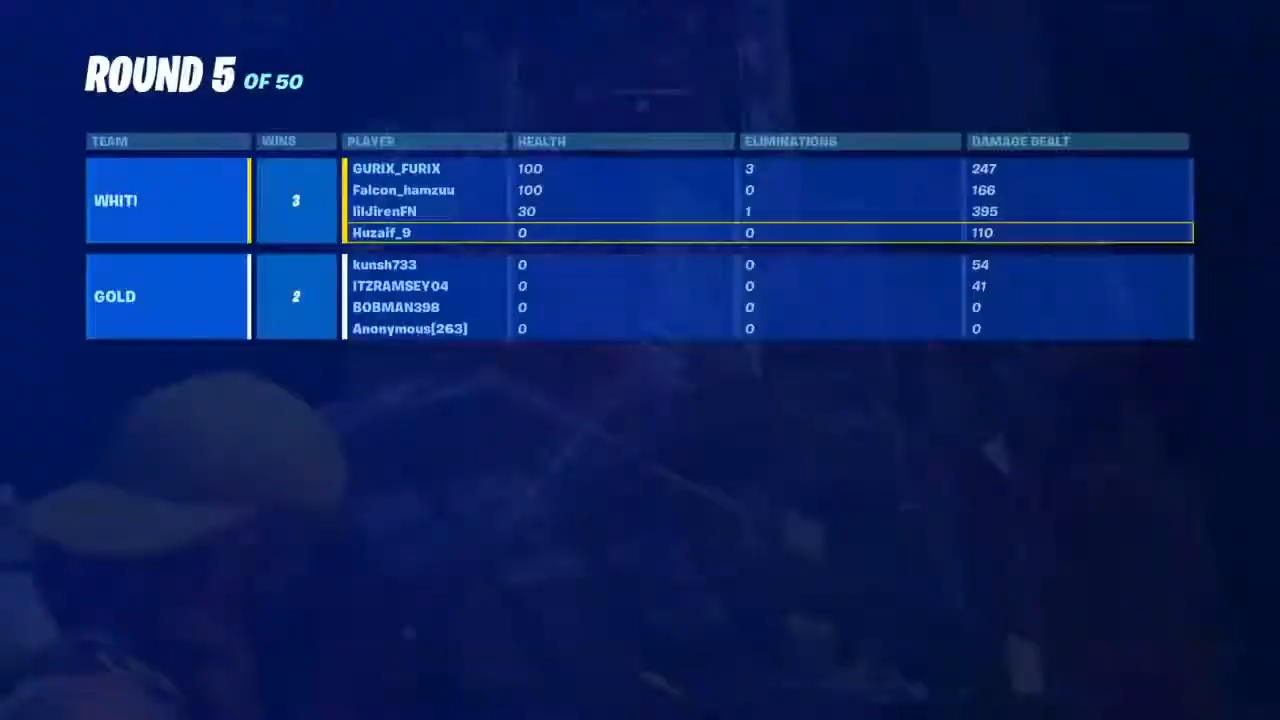 ROUND 5 OF 50
TEAM WINS PLAYER HEALTH ELIMINATIONS DAMAGE DEALT
WHITI 3
GURIX_FURIX 100 3 247
Falcon_hamzuu 100 0 166
lilJirenFN 30 1 395
Huzaif_9 0 0 110
GOLD 2
kunsh733 0 0 54
ITZRAMSEY04 0 0 41
BOBMAN398 0 0 0
Anonymous[263] 0 0 0